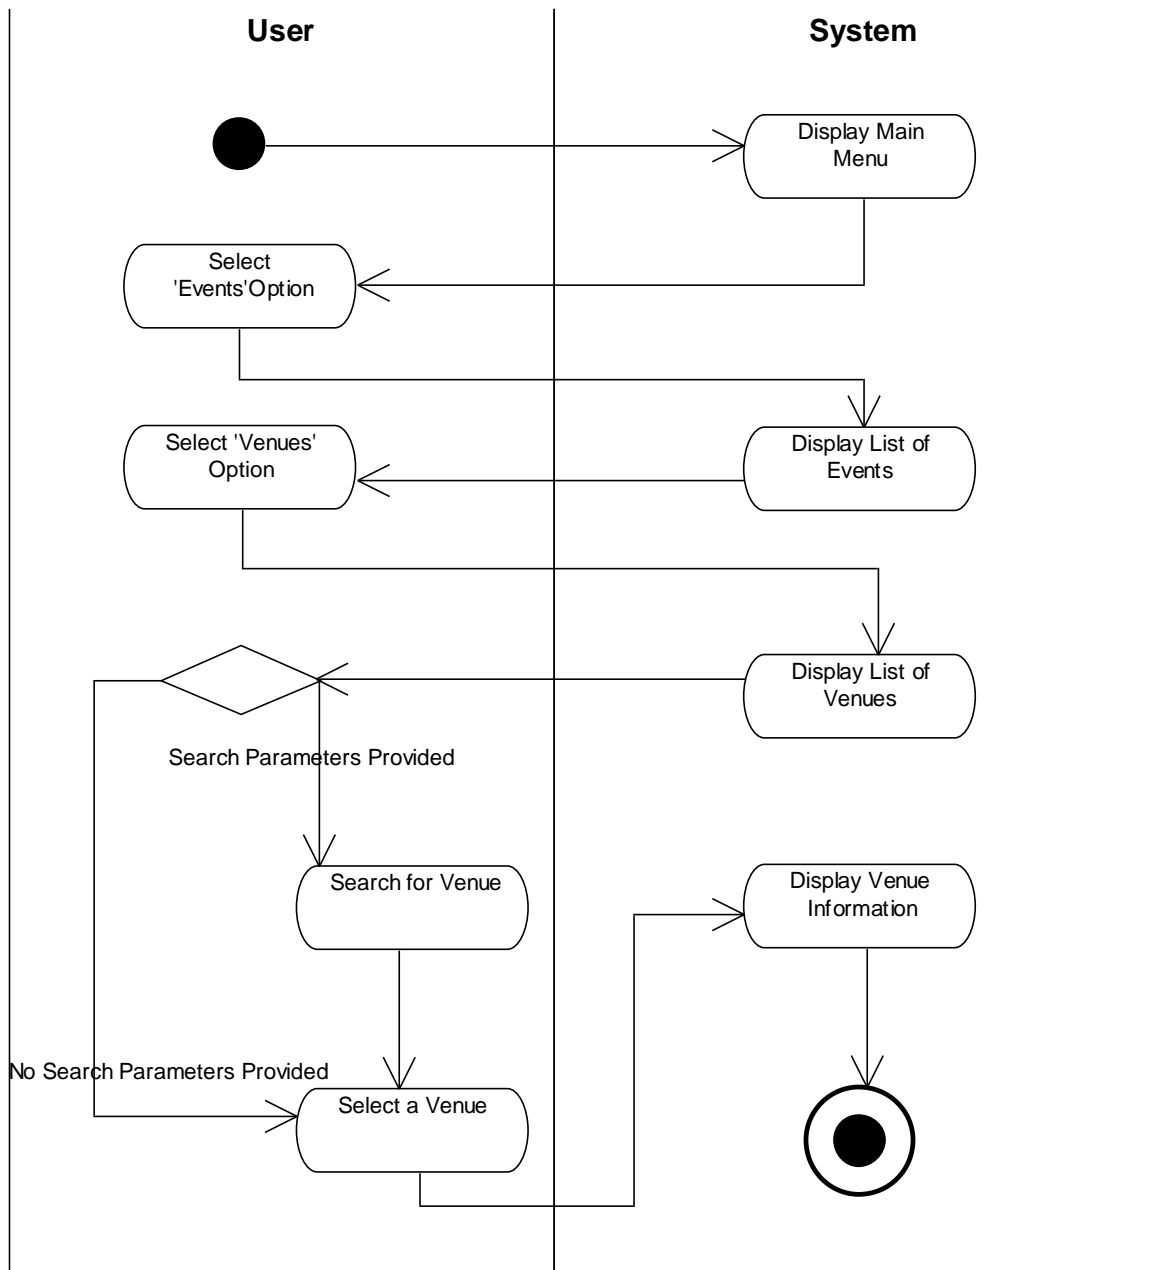 User
System
Display Main
Menu
Select
'Events'Option
Display List of
Events
Select 'Venues'
Option
Display List of
Venues
Search Parameters Provided
Search for Venue
Display Venue
Information
No Search Parameters Provided
Select a Venue